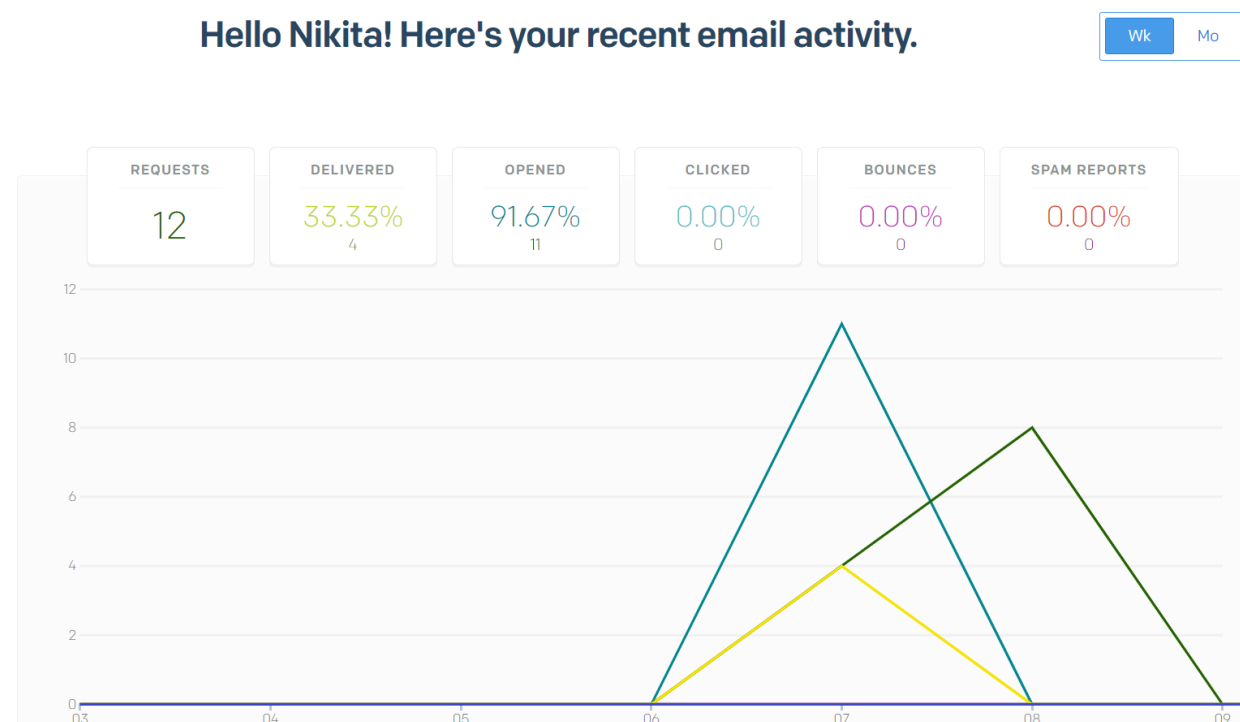 Hello Nikita! Here's your recent email activity.
Wk Mo
REQUESTS
12
DELIVERED
33.33%
4
OPENED
91.67%
11
CLICKED
0.00%
0
BOUNCES
0.00%
0
SPAM REPORTS
0.00%
0
12
10
8
6
4
2
0
03 04 05 06 07 08 09